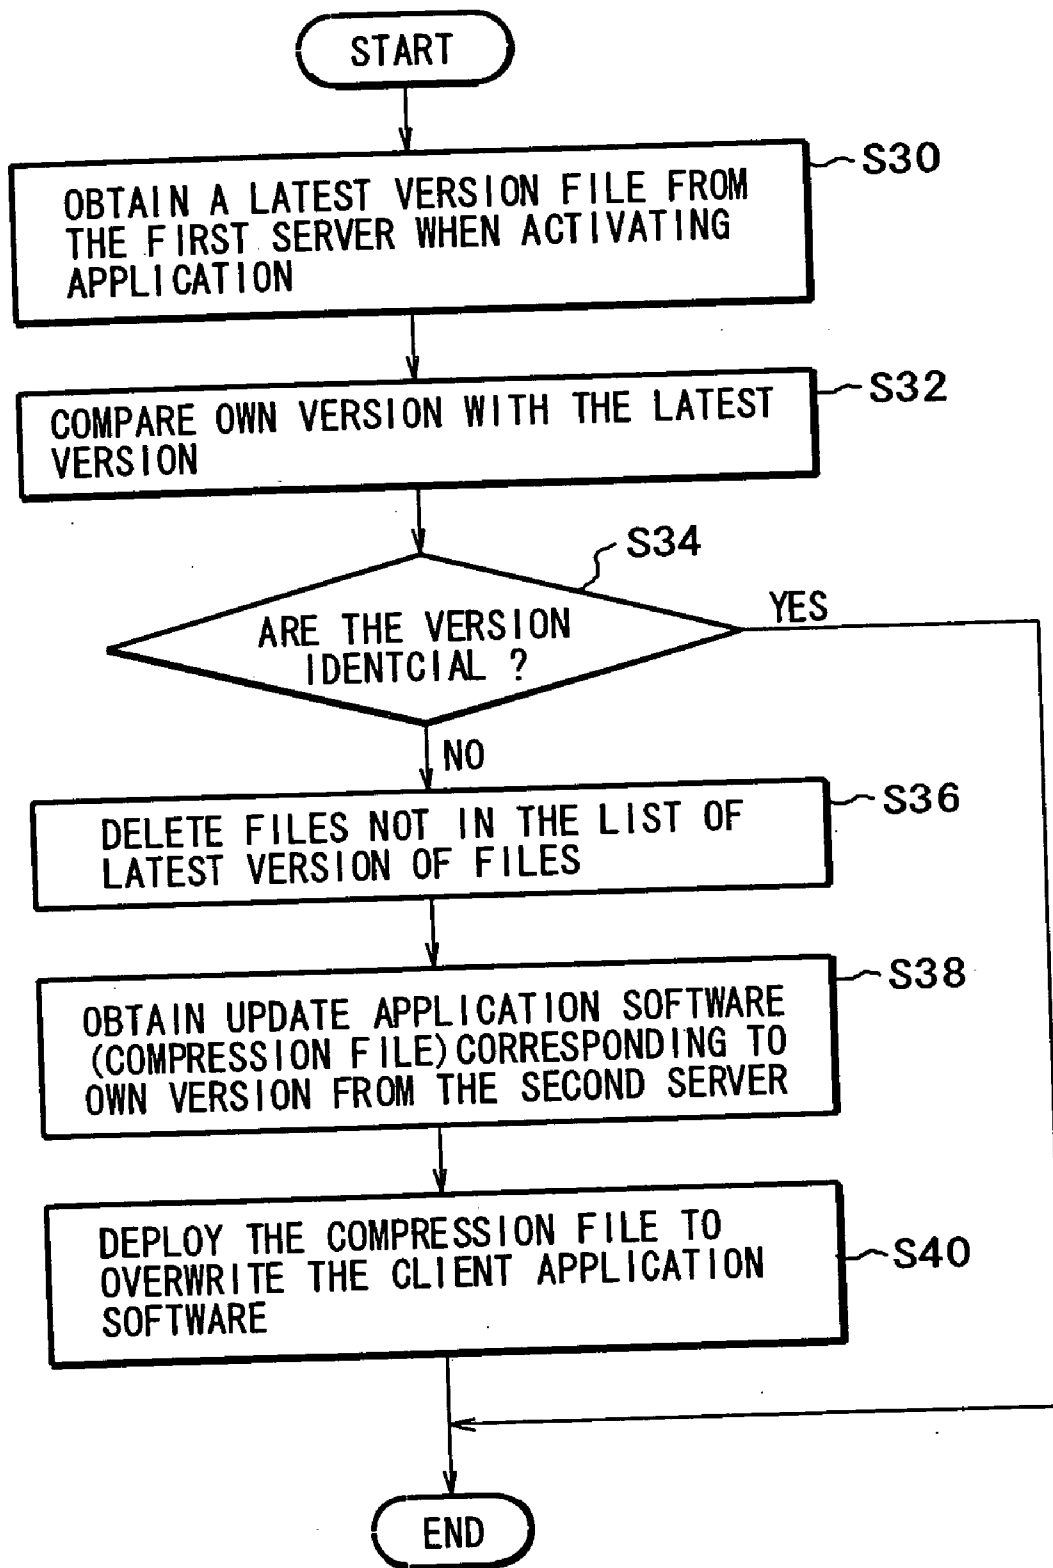 START
S30
OBTAIN A LATEST VERSION FILE FROM
THE FIRST SERVER WHEN ACTIVATING
APPLICATION
S32
COMPARE OWN VERSION WITH THE LATEST
VERSION
S34
YES
ARE THE VERSION
IDENTCIAL ?
NO
S36
DELETE FILES NOT IN THE LIST OF
LATEST VERSION OF FILES
S38
OBTAIN UPDATE APPLICATION SOFTWARE
(COMPRESSION FILE)CORRESPONDING TO
OWN VERSION FROM THE SECOND SERVER
DEPLOY THE COMPRESSION FILE TO
OVERWRITE THE CLIENT APPLICATION
SOFTWARE
S40
END